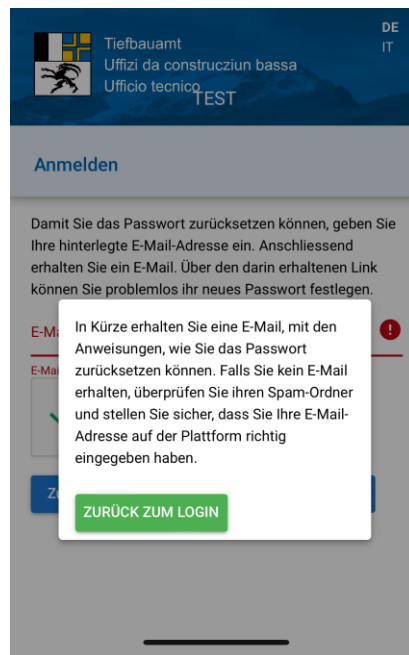 DE
IT
Tiefbauamt
Uffizi da construcziun bassa
Ufficio tecnico
TEST
Anmelden
Damit Sie das Passwort zurücksetzen können, geben Sie
Ihre hinterlegte E-Mail-Adresse ein. Anschliessend
erhalten Sie ein E-Mail. Über den darin erhaltenen Link
können Sie problemlos ihr neues Passwort festlegen.
In Kürze erhalten Sie eine E-Mail, mit den
Anweisungen, wie Sie das Passwort
zurücksetzen können. Falls Sie kein E-Mail
erhalten, überprüfen Sie ihren Spam-Ordner
und stellen Sie sicher, dass Sie Ihre E-Mail-
Adresse auf der Plattform richtig
eingegeben haben.
ZURÜCK ZUM LOGIN